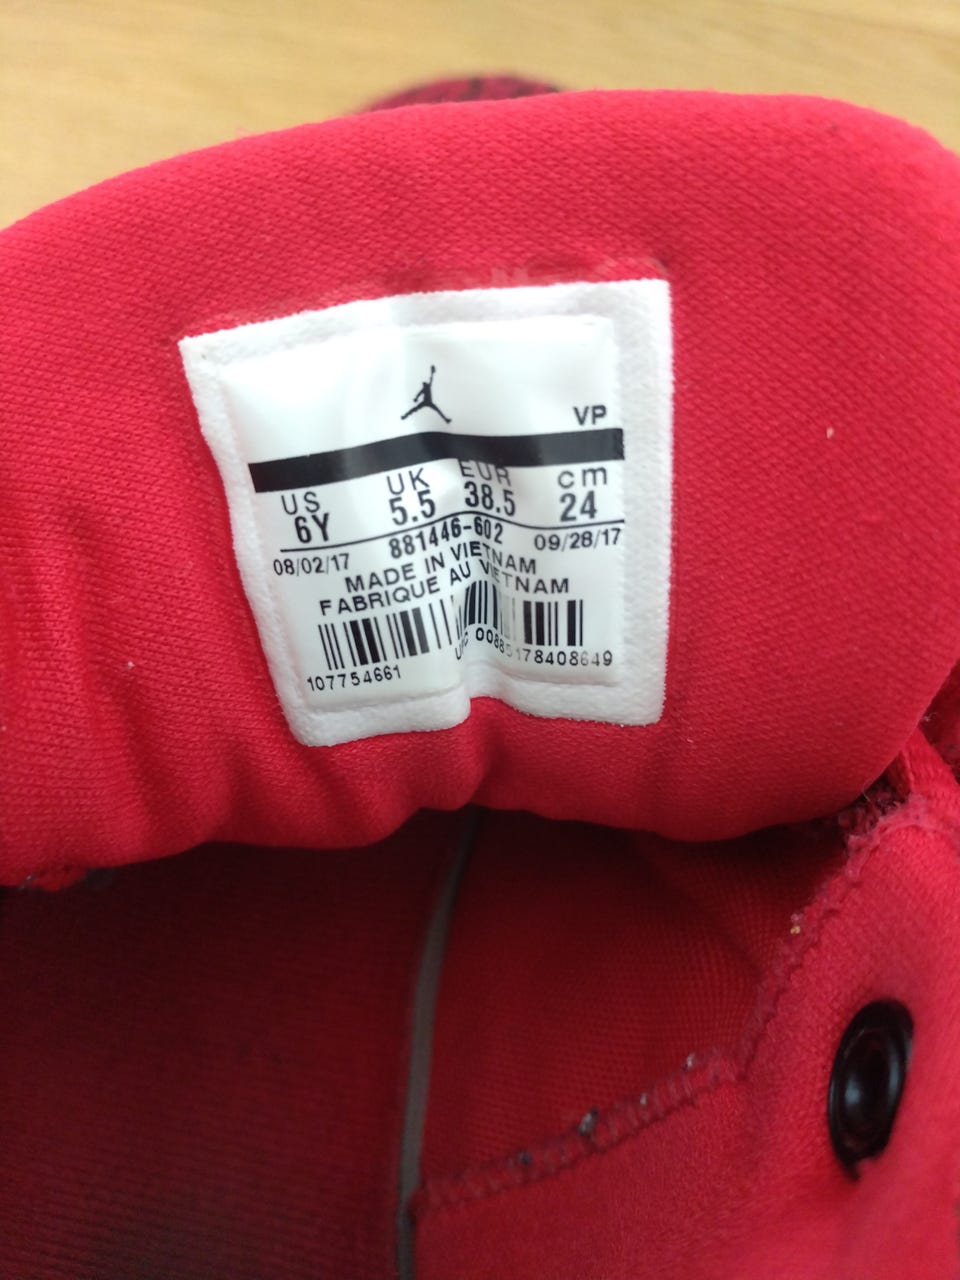 VP
US UK EUR cm
6Y 5.5 38.5 24
08/02/17 881446-602 09/28/17
MADE IN VIETNAM
FABRIQUE AU VIETNAM
107754661 UPC 00885178408649